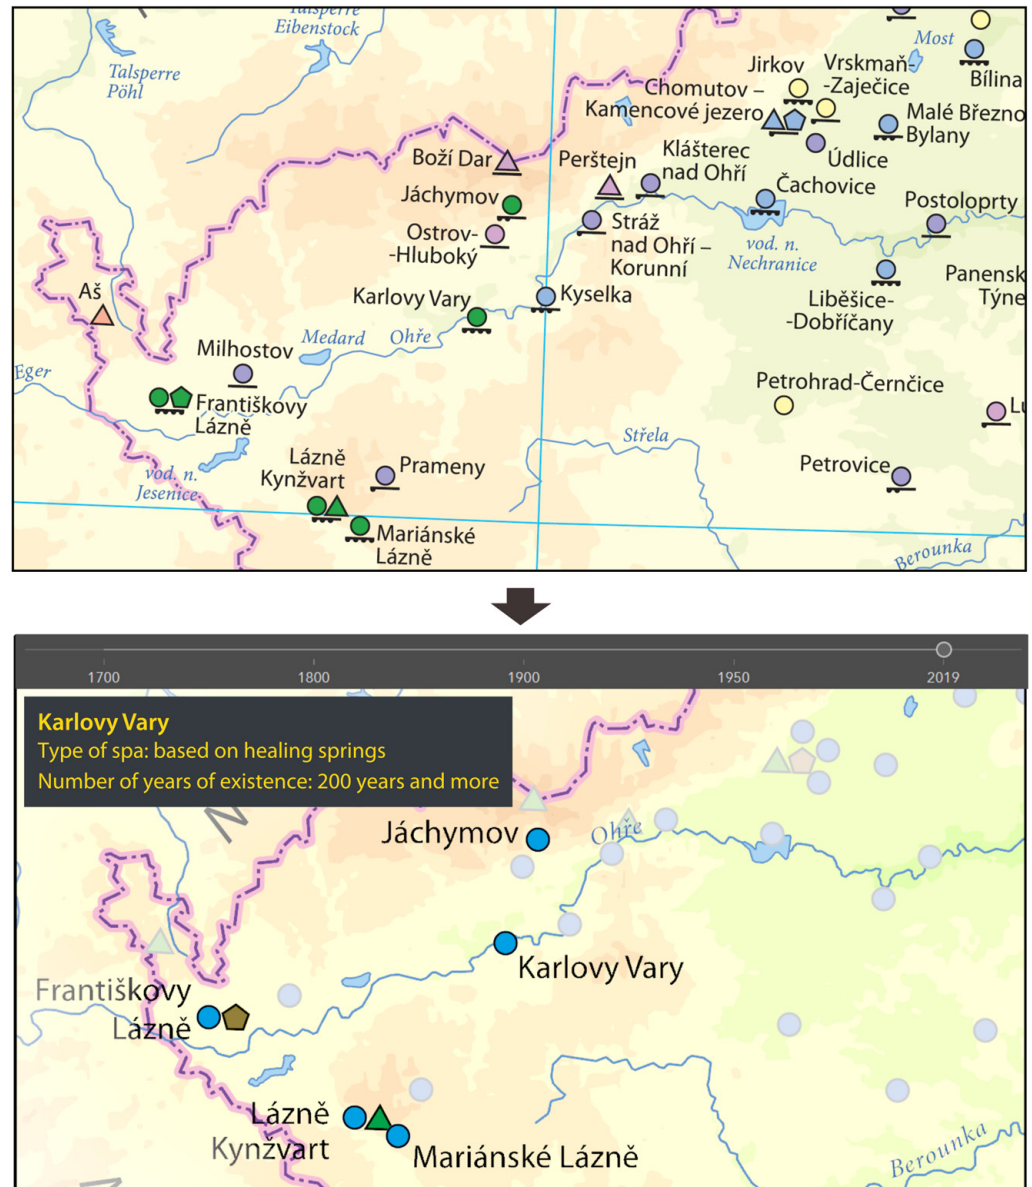 Talsperre
Eibenstock
Talsperre
Pöhl
Most
Bílina
Jirkov
Vrskmaň-
-Zaječice
Chomutov –
Kamencové jezero
Malé Březno
Bylany
Údlice
Boží Dar
Perštejn
Klášterec
nad Ohří
Jáchymov
Čachovice
Postoloprty
Ostrov-
-Hluboký
Stráž
nad Ohří –
Korunní
vod. n.
Nechranice
Panensk
Týne
Aš
Karlovy Vary
Kyselka
Liběšice-
-Dobříčany
Medard
Ohře
Milhostov
Eger
Františkovy
Lázně
Petrohrad-Černčice
Lu
Střela
Lázně
Kynžvart
Prameny
Petrovice
vod. n.
Jesenice
Mariánské
Lázně
Berounka
1700
1800
1900
1950
2019
Karlovy Vary
Type of spa: based on healing springs
Number of years of existence: 200 years and more
Jáchymov
Ohře
Karlovy Vary
Františkovy
Lázně
Lázně
Kynžvart
Mariánské Lázně
Berounka